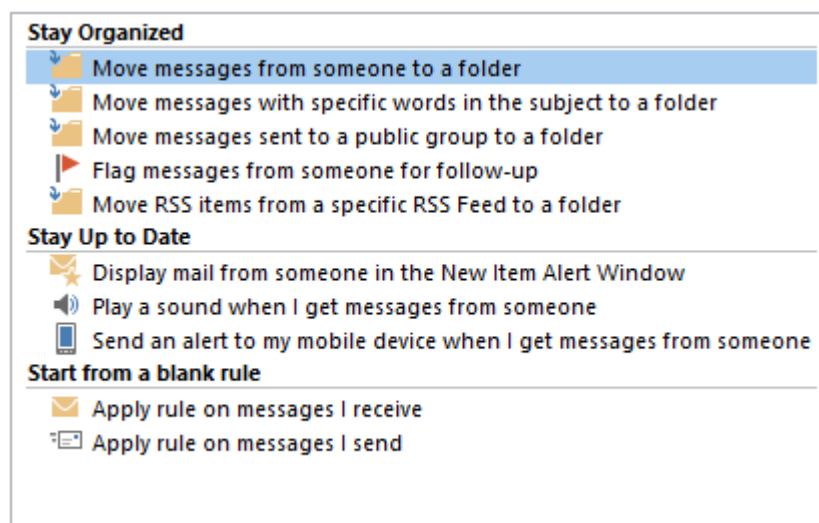 Stay Organized
Move messages from someone to a folder
Move messages with specific words in the subject to a folder
Move messages sent to a public group to a folder
Flag messages from someone for follow-up
Move RSS items from a specific RSS Feed to a folder
Stay Up to Date
Display mail from someone in the New Item Alert Window
Play a sound when I get messages from someone
Send an alert to my mobile device when I get messages from someone
Start from a blank rule
Apply rule on messages I receive
Apply rule on messages I send